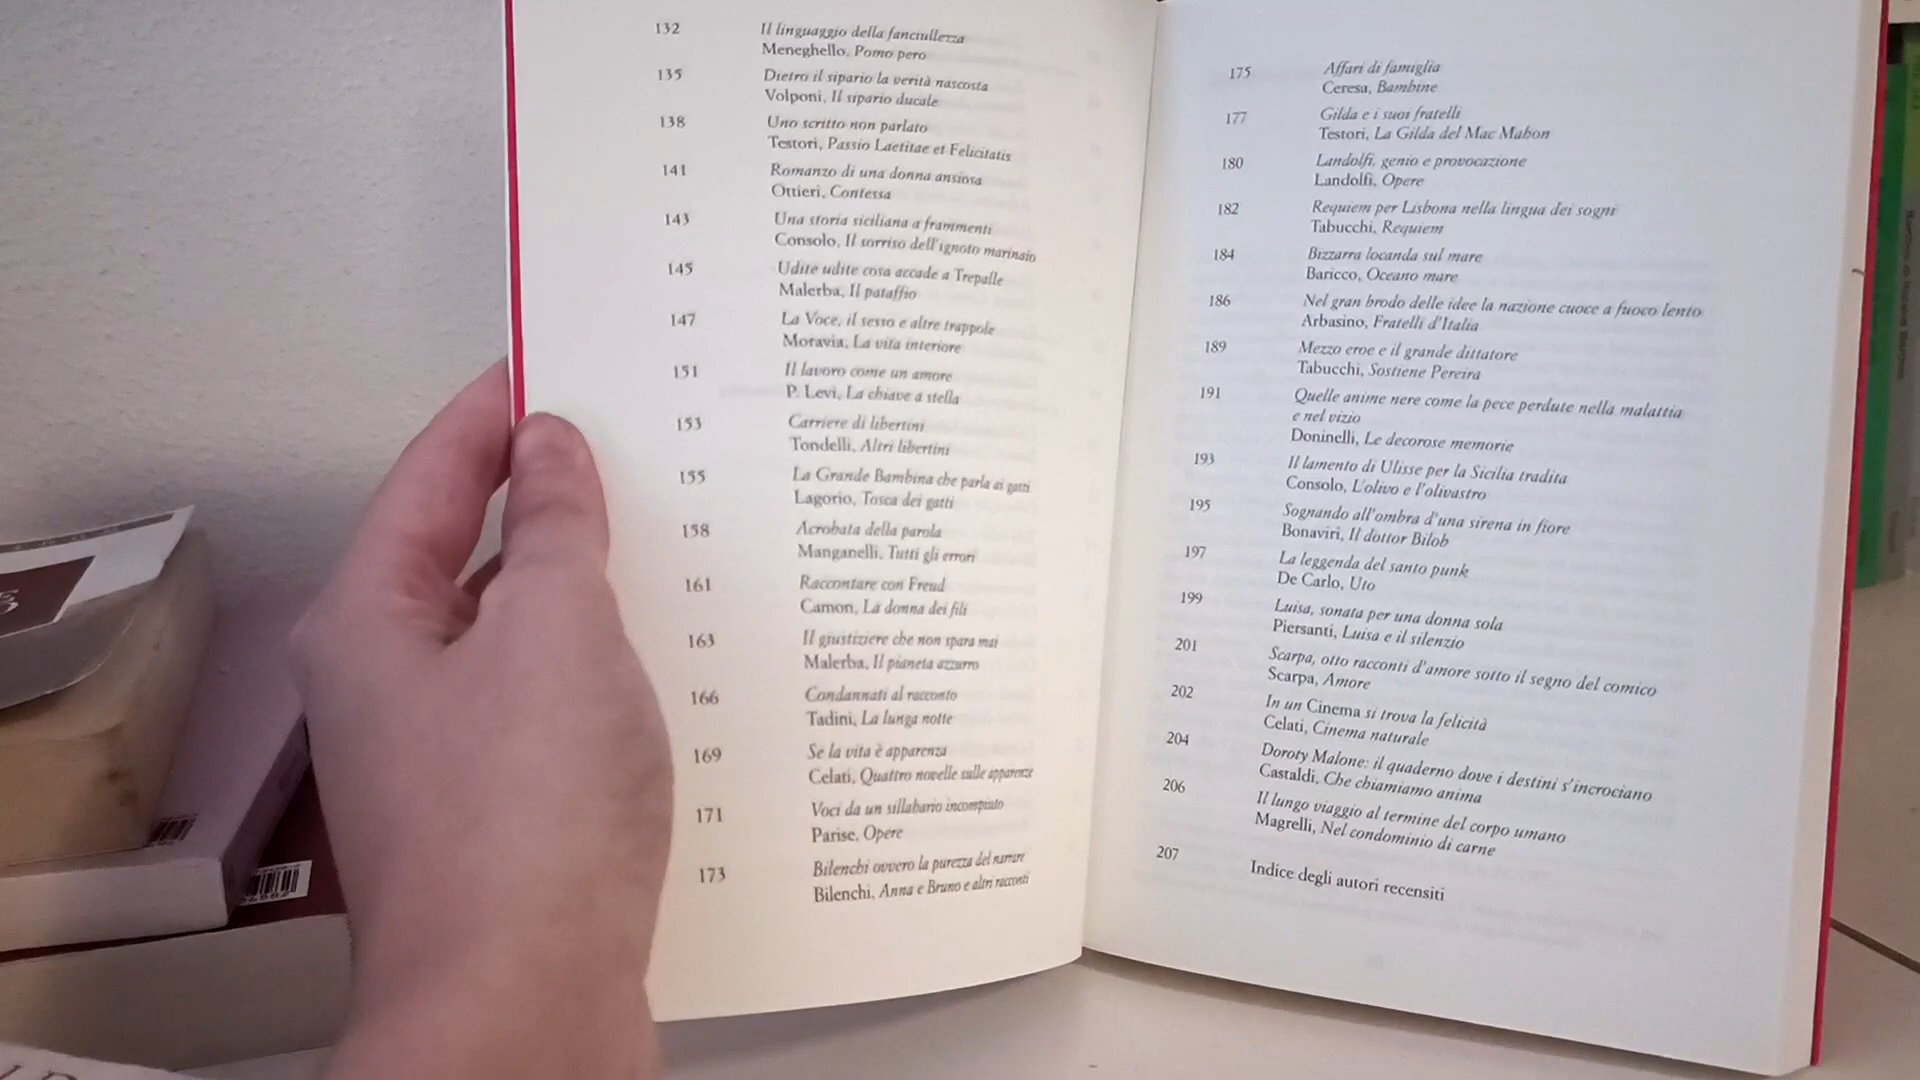 132
Il linguaggio della fanciullezza
Meneghello, Pomo pero
135
Dietro il sipario la verità nascosta
Volponi, Il sipario ducale
138
Uno scritto non parlato
Testori, Passio Laetitiae et Felicitatis
141
Romanzo di una donna ansiosa
Ottieri, Contessa
143
Una storia siciliana a frammenti
Consolo, Il sorriso dell'ignoto marinaio
145
Udite udite cosa accade a Trepalle
Malerba, Il pataffio
147
La Voce, il sesso e altre trappole
Moravia, La vita interiore
151
Il lavoro come un amore
P. Levi, La chiave a stella
153
Carriere di libertini
Tondelli, Altri libertini
155
La Grande Bambina che parla ai gatti
Lagorio, Tosca dei gatti
158
Acrobata della parola
Manganelli, Tutti gli errori
161
Raccontare con Freud
Camon, La donna dei fili
163
Il giustiziere che non spara mai
Malerba, Il pianeta azzurro
166
Condannati al racconto
Tadini, La lunga notte
169
Se la vita è apparenza
Celati, Quattro novelle sulle apparenze
171
Voci da un sillabario incompiuto
Parise, Opere
173
Bilenchi ovvero la purezza del narrare
Bilenchi, Anna e Bruno e altri racconti
175
Affari di famiglia
Ceresa, Bambine
177
Gilda e i suoi fratelli
Testori, La Gilda del Mac Mahon
180
Landolfi, genio e provocazione
Landolfi, Opere
182
Requiem per Lisbona nella lingua dei sogni
Tabucchi, Requiem
184
Bizzarra locanda sul mare
Baricco, Oceano mare
186
Nel gran brodo delle idee la nazione cuoce a fuoco lento
Arbasino, Fratelli d'Italia
189
Mezzo eroe e il grande dittatore
Tabucchi, Sostiene Pereira
191
Quelle anime nere come la pece perdute nella malattia
e nel vizio
Doninelli, Le decorose memorie
193
Il lamento di Ulisse per la Sicilia tradita
Consolo, L'olivo e l'olivastro
195
Sognando all'ombra d'una sirena in fiore
Bonaviri, Il dottor Bilob
197
La leggenda del santo punk
De Carlo, Uto
199
Luisa, sonata per una donna sola
Piersanti, Luisa e il silenzio
201
Scarpa, otto racconti d'amore sotto il segno del comico
Scarpa, Amore
202
In un Cinema si trova la felicità
Celati, Cinema naturale
204
Doroty Malone: il quaderno dove i destini s'incrociano
Castaldi, Che chiamiamo anima
206
Il lungo viaggio al termine del corpo umano
Magrelli, Nel condominio di carne
207
Indice degli autori recensiti